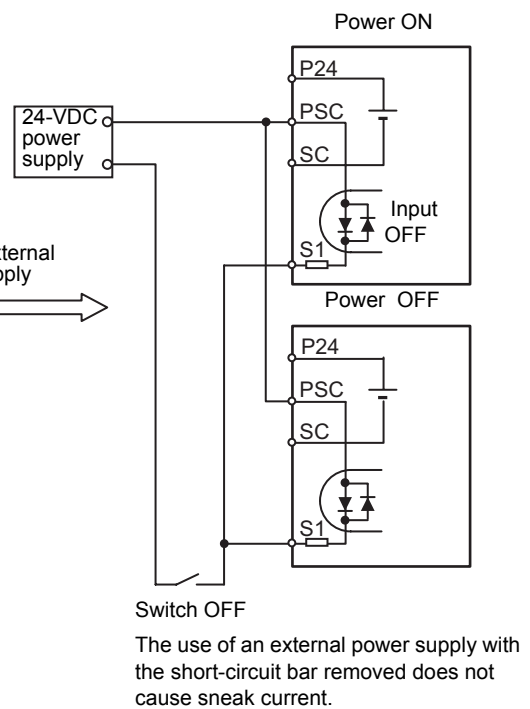 Power ON
P24
24-VDC
power
supply
PSC
SC
Input
OFF
S1
Power OFF
P24
PSC
SC
S1
Switch OFF
The use of an external power supply with
the short-circuit bar removed does not
cause sneak current.